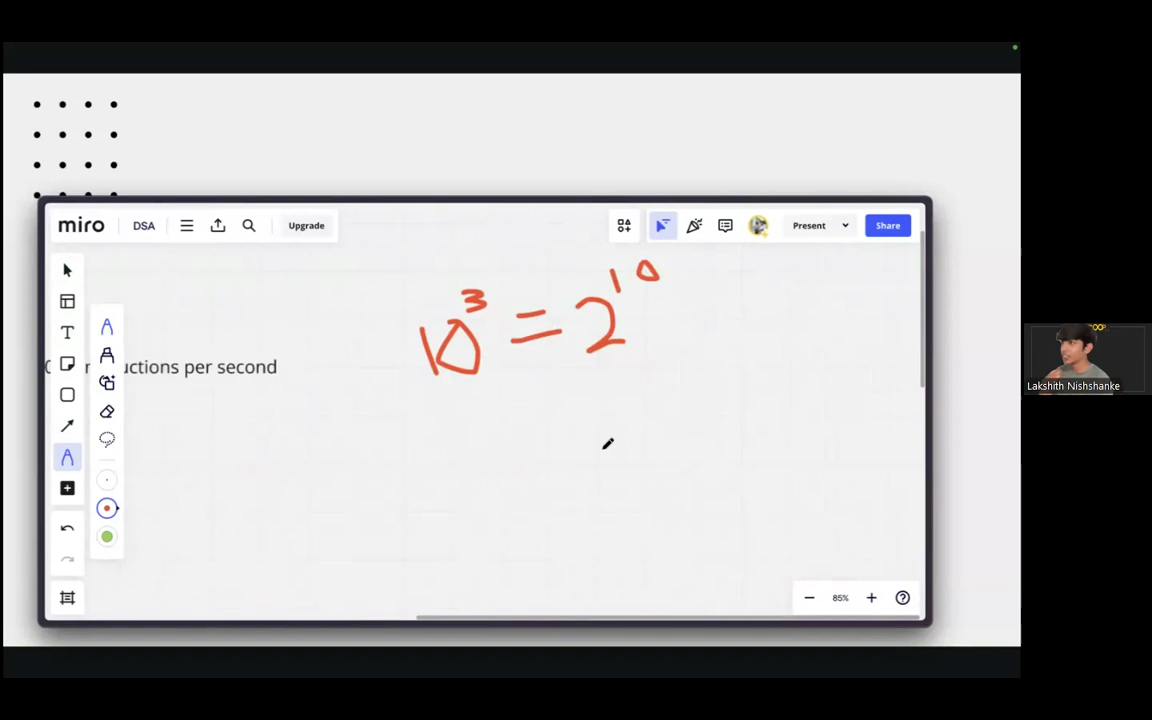 miro DSA Upgrade Present Share
10³ = 2¹⁰
uctions per second
85%
Lakshith Nishshanke